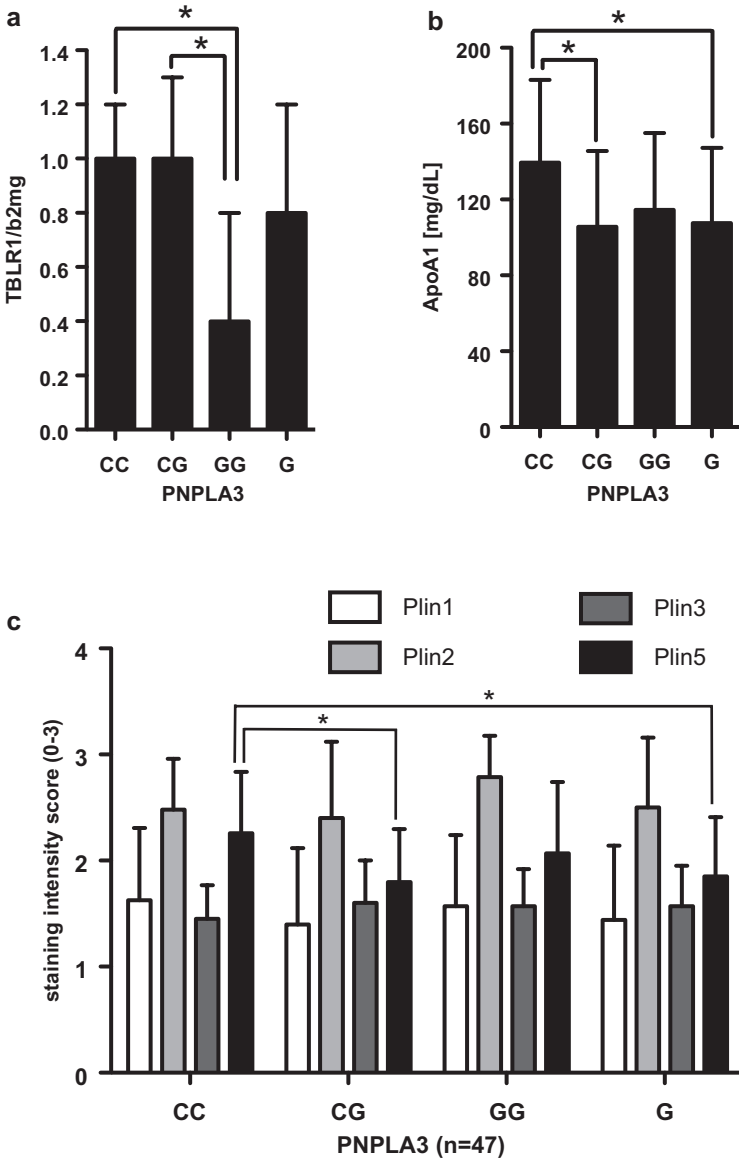 a
*
*
1.4
1.2
1.0
0.8
0.6
0.4
0.2
0.0
TBLR1/b2mg
CC CG GG G
PNPLA3
b
*
*
200
160
120
80
40
0
ApoA1 [mg/dL]
CC CG GG G
PNPLA3
c
Plin1 Plin3
Plin2 Plin5
*
*
4
3
2
1
0
staining intensity score (0-3)
CC CG GG G
PNPLA3 (n=47)